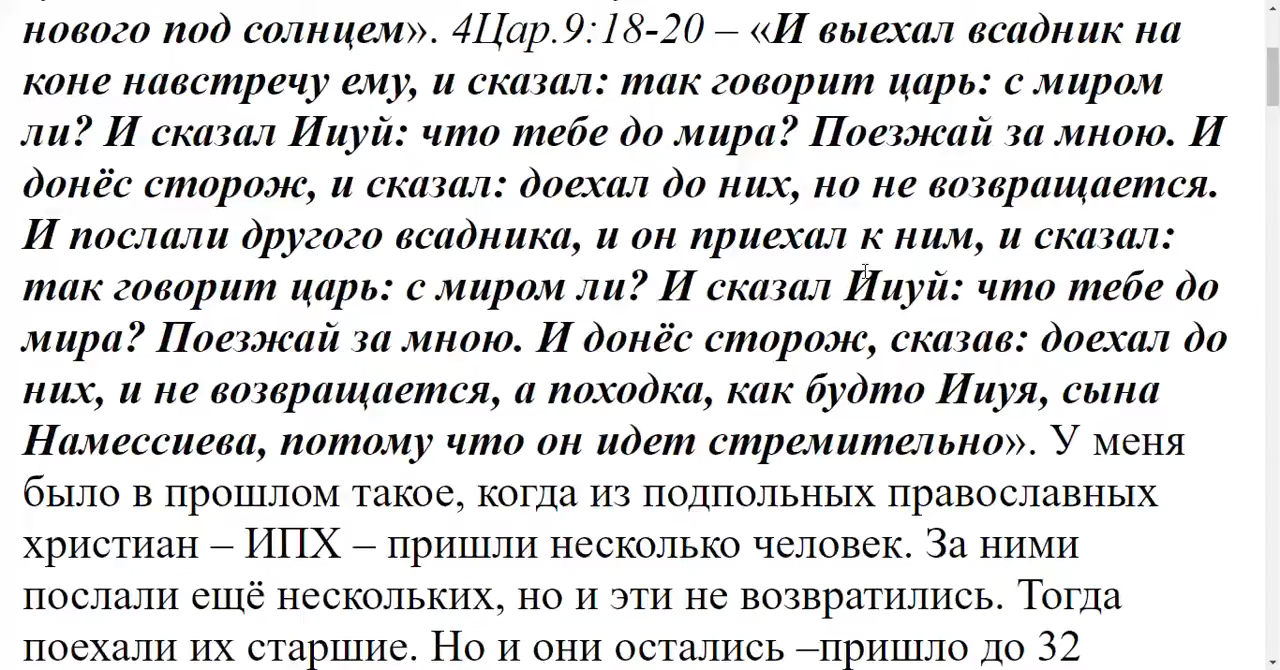 нового под солнцем». 4Цар.9:18-20 – «И выехал всадник на
коне навстречу ему, и сказал: так говорит царь: с миром
ли? И сказал Ииуй: что тебе до мира? Поезжай за мною. И
донёс сторож, и сказал: доехал до них, но не возвращается.
И послали другого всадника, и он приехал к ним, и сказал:
так говорит царь: с миром ли? И сказал Ииуй: что тебе до
мира? Поезжай за мною. И донёс сторож, сказав: доехал до
них, и не возвращается, а походка, как будто Ииуя, сына
Намессиева, потому что он идет стремительно». У меня
было в прошлом такое, когда из подпольных православных
христиан – ИПХ – пришли несколько человек. За ними
послали ещё нескольких, но и эти не возвратились. Тогда
поехали их старшие. Но и они остались –пришло до 32